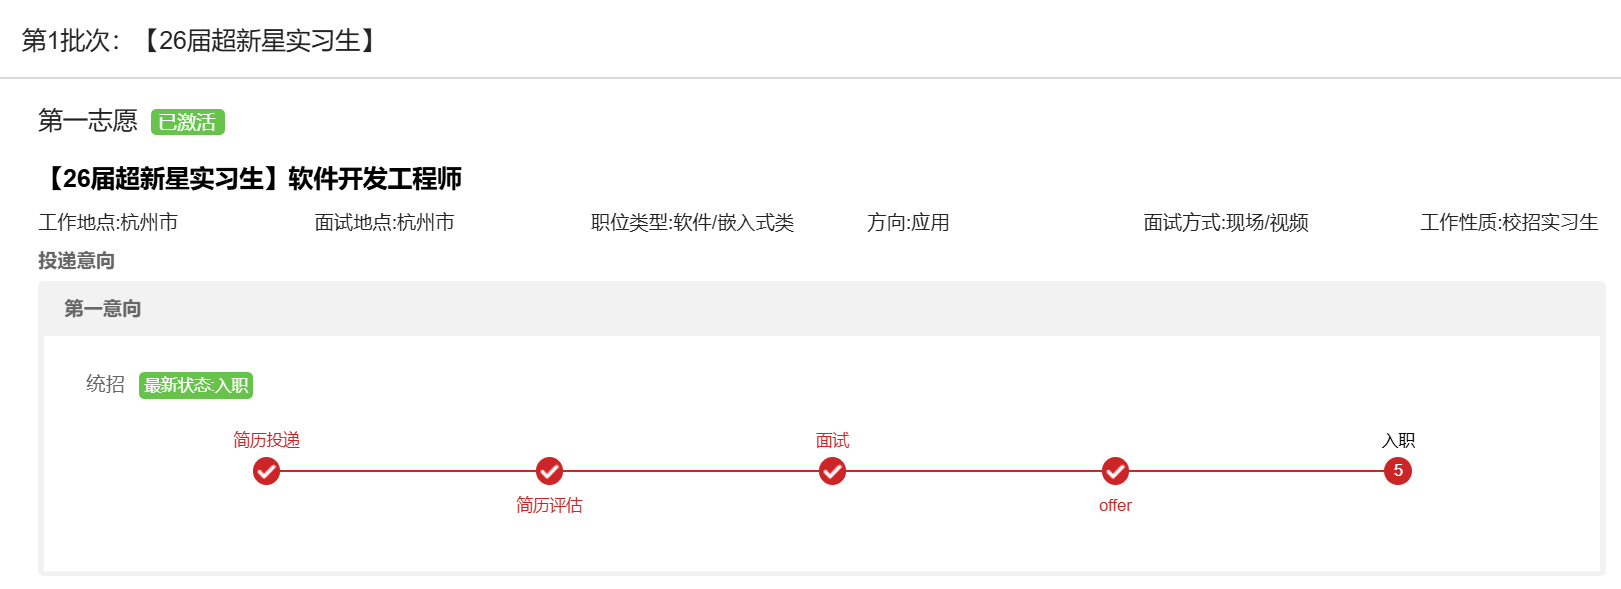 第1批次：【26届超新星实习生】
第一志愿 已激活
【26届超新星实习生】软件开发工程师
工作地点:杭州市 面试地点:杭州市 职位类型:软件/嵌入式类 方向:应用 面试方式:现场/视频 工作性质:校招实习生
投递意向
第一意向
统招 最新状态:入职
简历投递 面试 入职
5
简历评估 offer